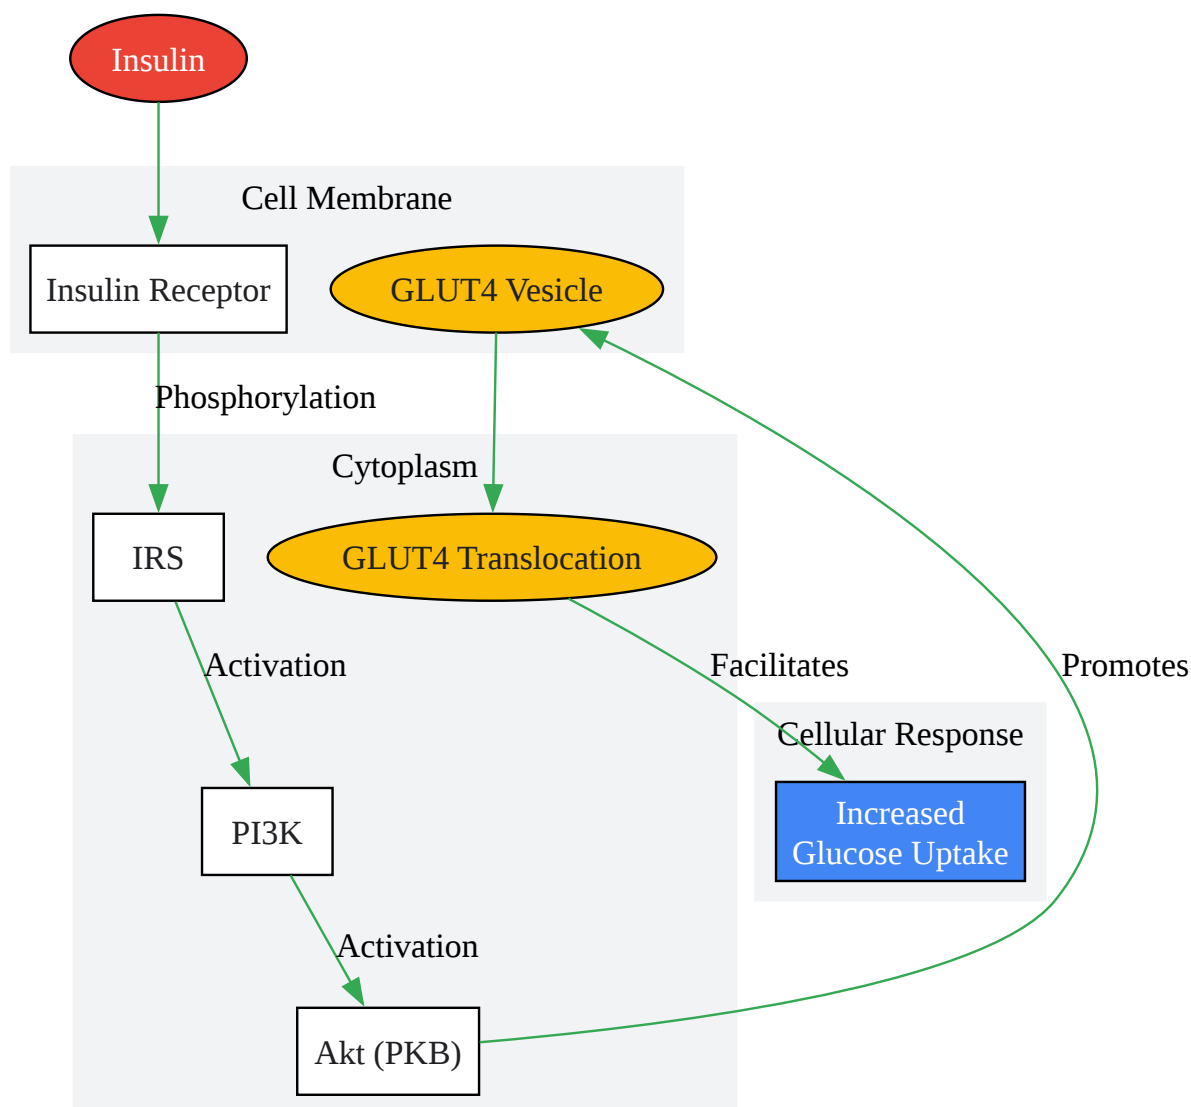 Insulin
Cell Membrane
Insulin Receptor
GLUT4 Vesicle
Phosphorylation
Cytoplasm
IRS
GLUT4 Translocation
Activation
Facilitates
Promotes
Cellular Response
PI3K
Increased
Glucose Uptake
Activation
Akt (PKB)